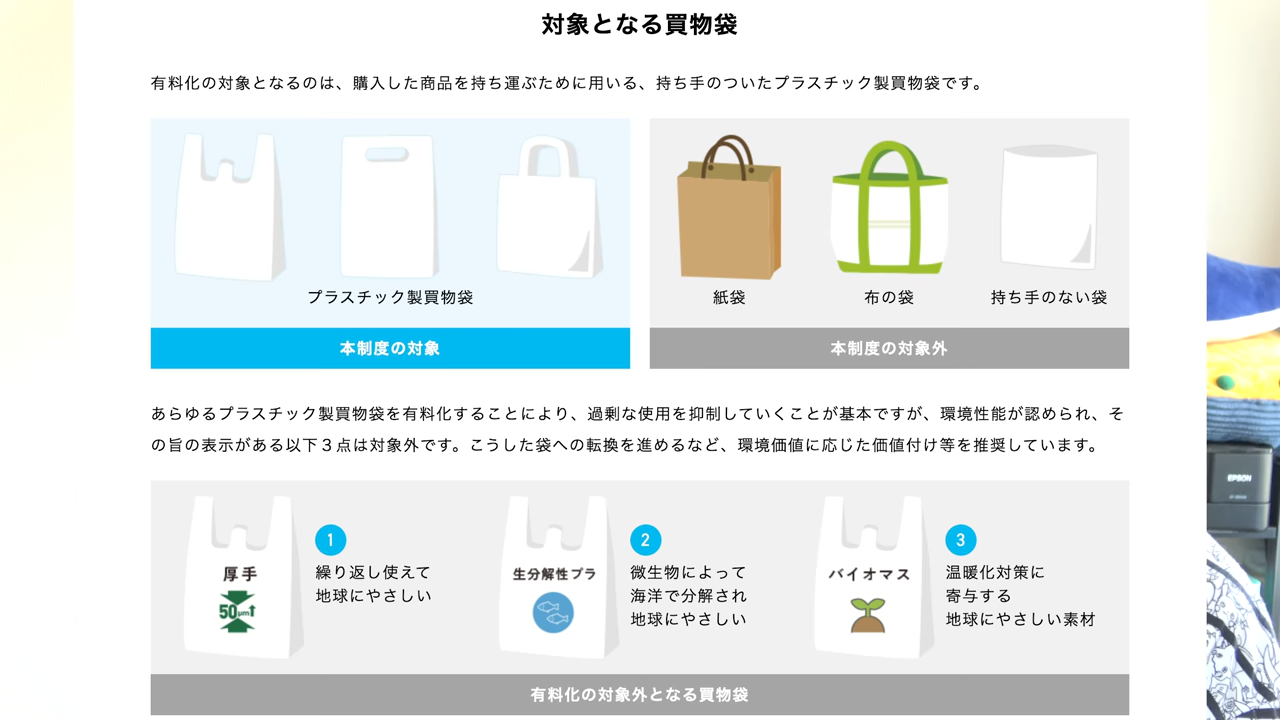 対象となる買物袋
有料化の対象となるのは、購入した商品を持ち運ぶために用いる、持ち手のついたプラスチック製買物袋です。
プラスチック製買物袋
紙袋
布の袋
持ち手のない袋
本制度の対象
本制度の対象外
あらゆるプラスチック製買物袋を有料化することにより、過剰な使用を抑制していくことが基本ですが、環境性能が認められ、そ
の旨の表示がある以下３点は対象外です。こうした袋への転換を進めるなど、環境価値に応じた価値付け等を推奨しています。
厚手
50μm
1
繰り返し使えて
地球にやさしい
生分解性プラ
2
微生物によって
海洋で分解され
地球にやさしい
バイオマス
3
温暖化対策に
寄与する
地球にやさしい素材
有料化の対象外となる買物袋
EPSON